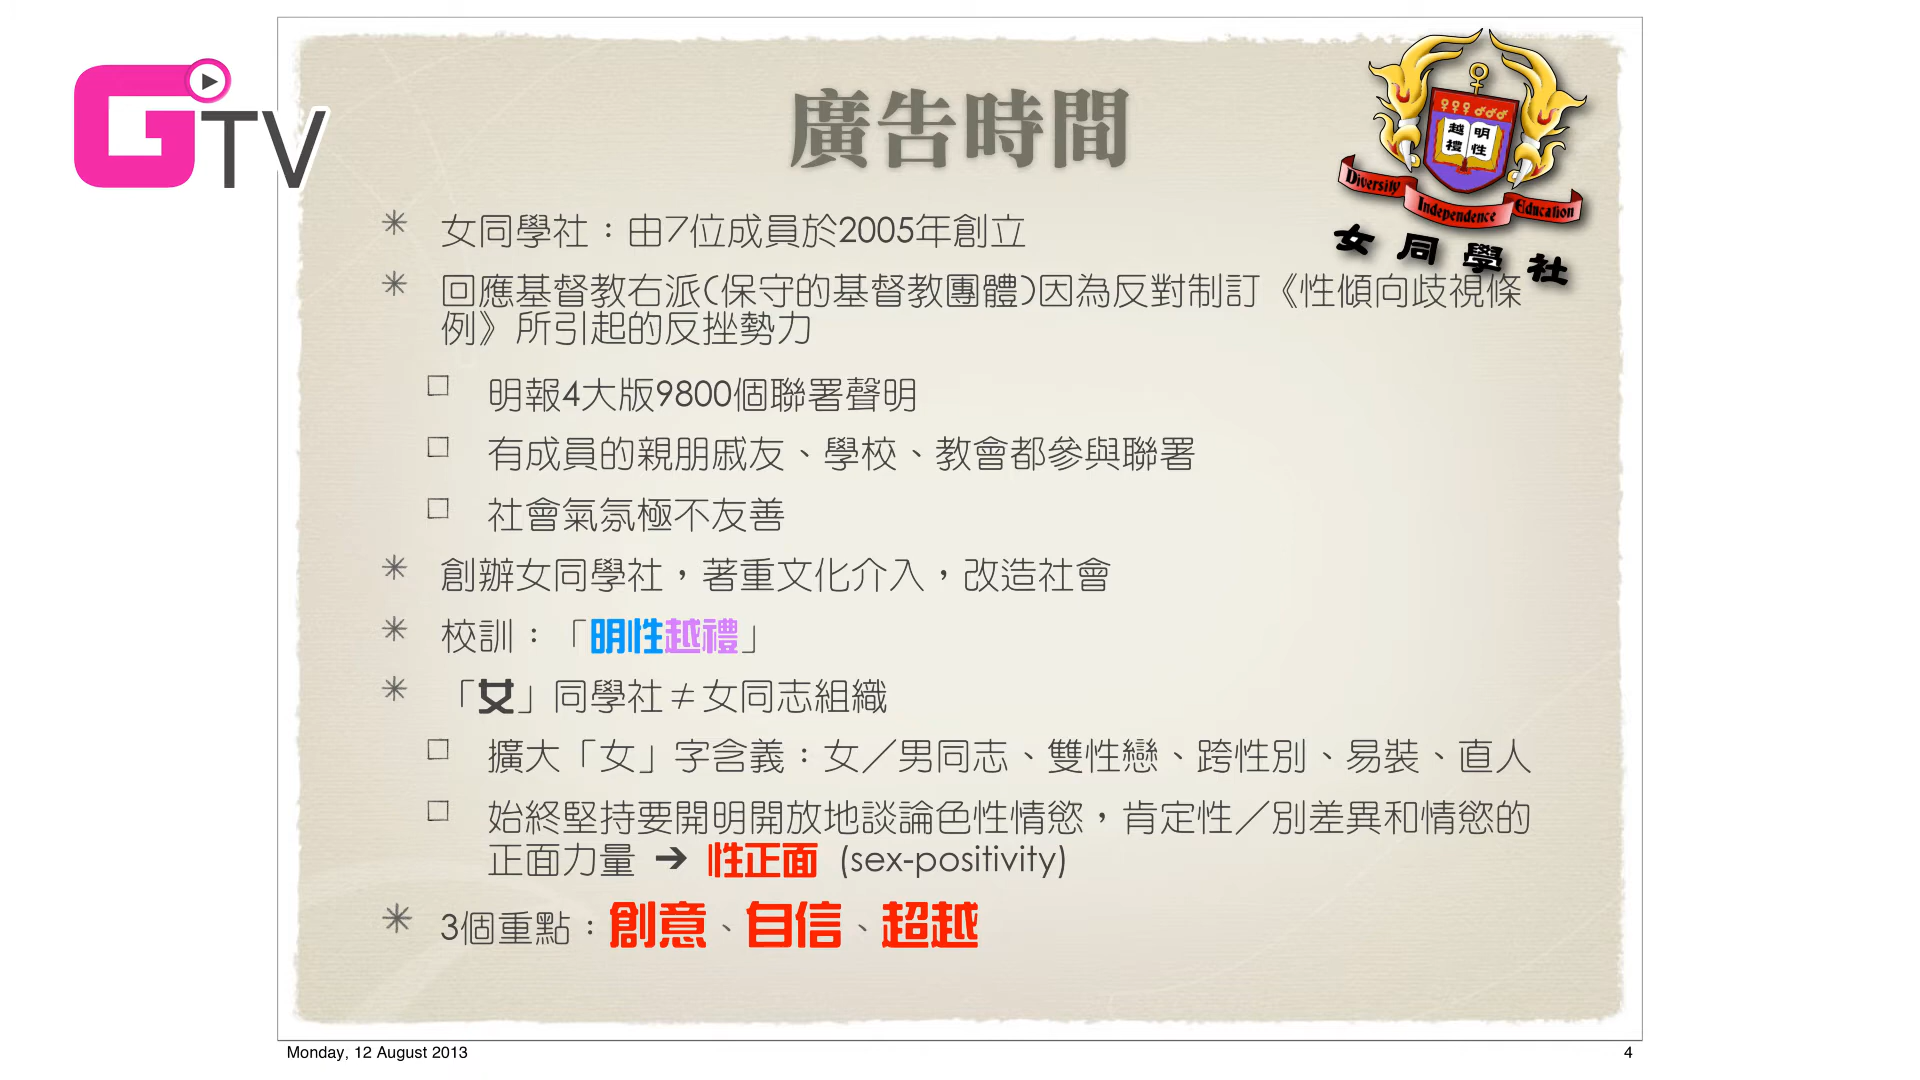 GTV
廣告時間
越 明
禮 性
Diversity Independence Education
女同學社
女同學社：由7位成員於2005年創立
回應基督教右派(保守的基督教團體)因為反對制訂《性傾向歧視條
例》所引起的反挫勢力
明報4大版9800個聯署聲明
有成員的親朋戚友、學校、教會都參與聯署
社會氣氛極不友善
創辦女同學社，著重文化介入，改造社會
校訓：「明性越禮」
「女」同學社≠女同志組織
擴大「女」字含義：女／男同志、雙性戀、跨性別、易裝、直人
始終堅持要開明開放地談論色性情慾，肯定性／別差異和情慾的
正面力量 ➔ 性正面 (sex-positivity)
3個重點：創意、自信、超越
Monday, 12 August 2013
4